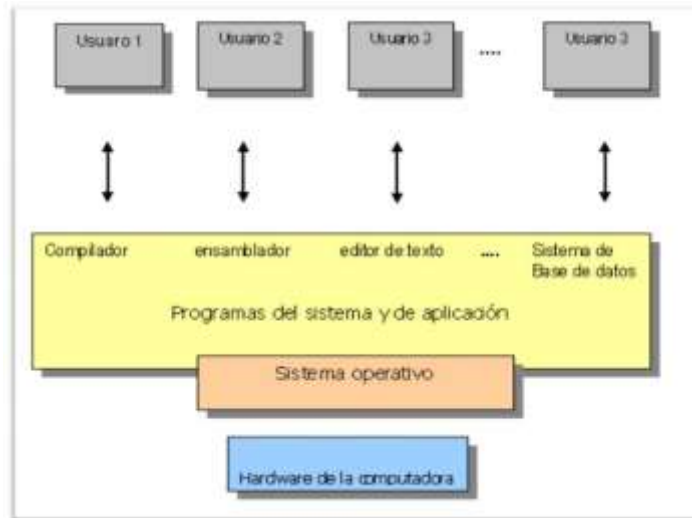 Usuaro 1
Usuario 2
Usuario 3
....
Usuario 3
Compilador
ensamblador
editor de texto
....
Sistema de
Base de datos
Programas del sistema y de aplicación
Sistema operativo
Hardware de la computadora